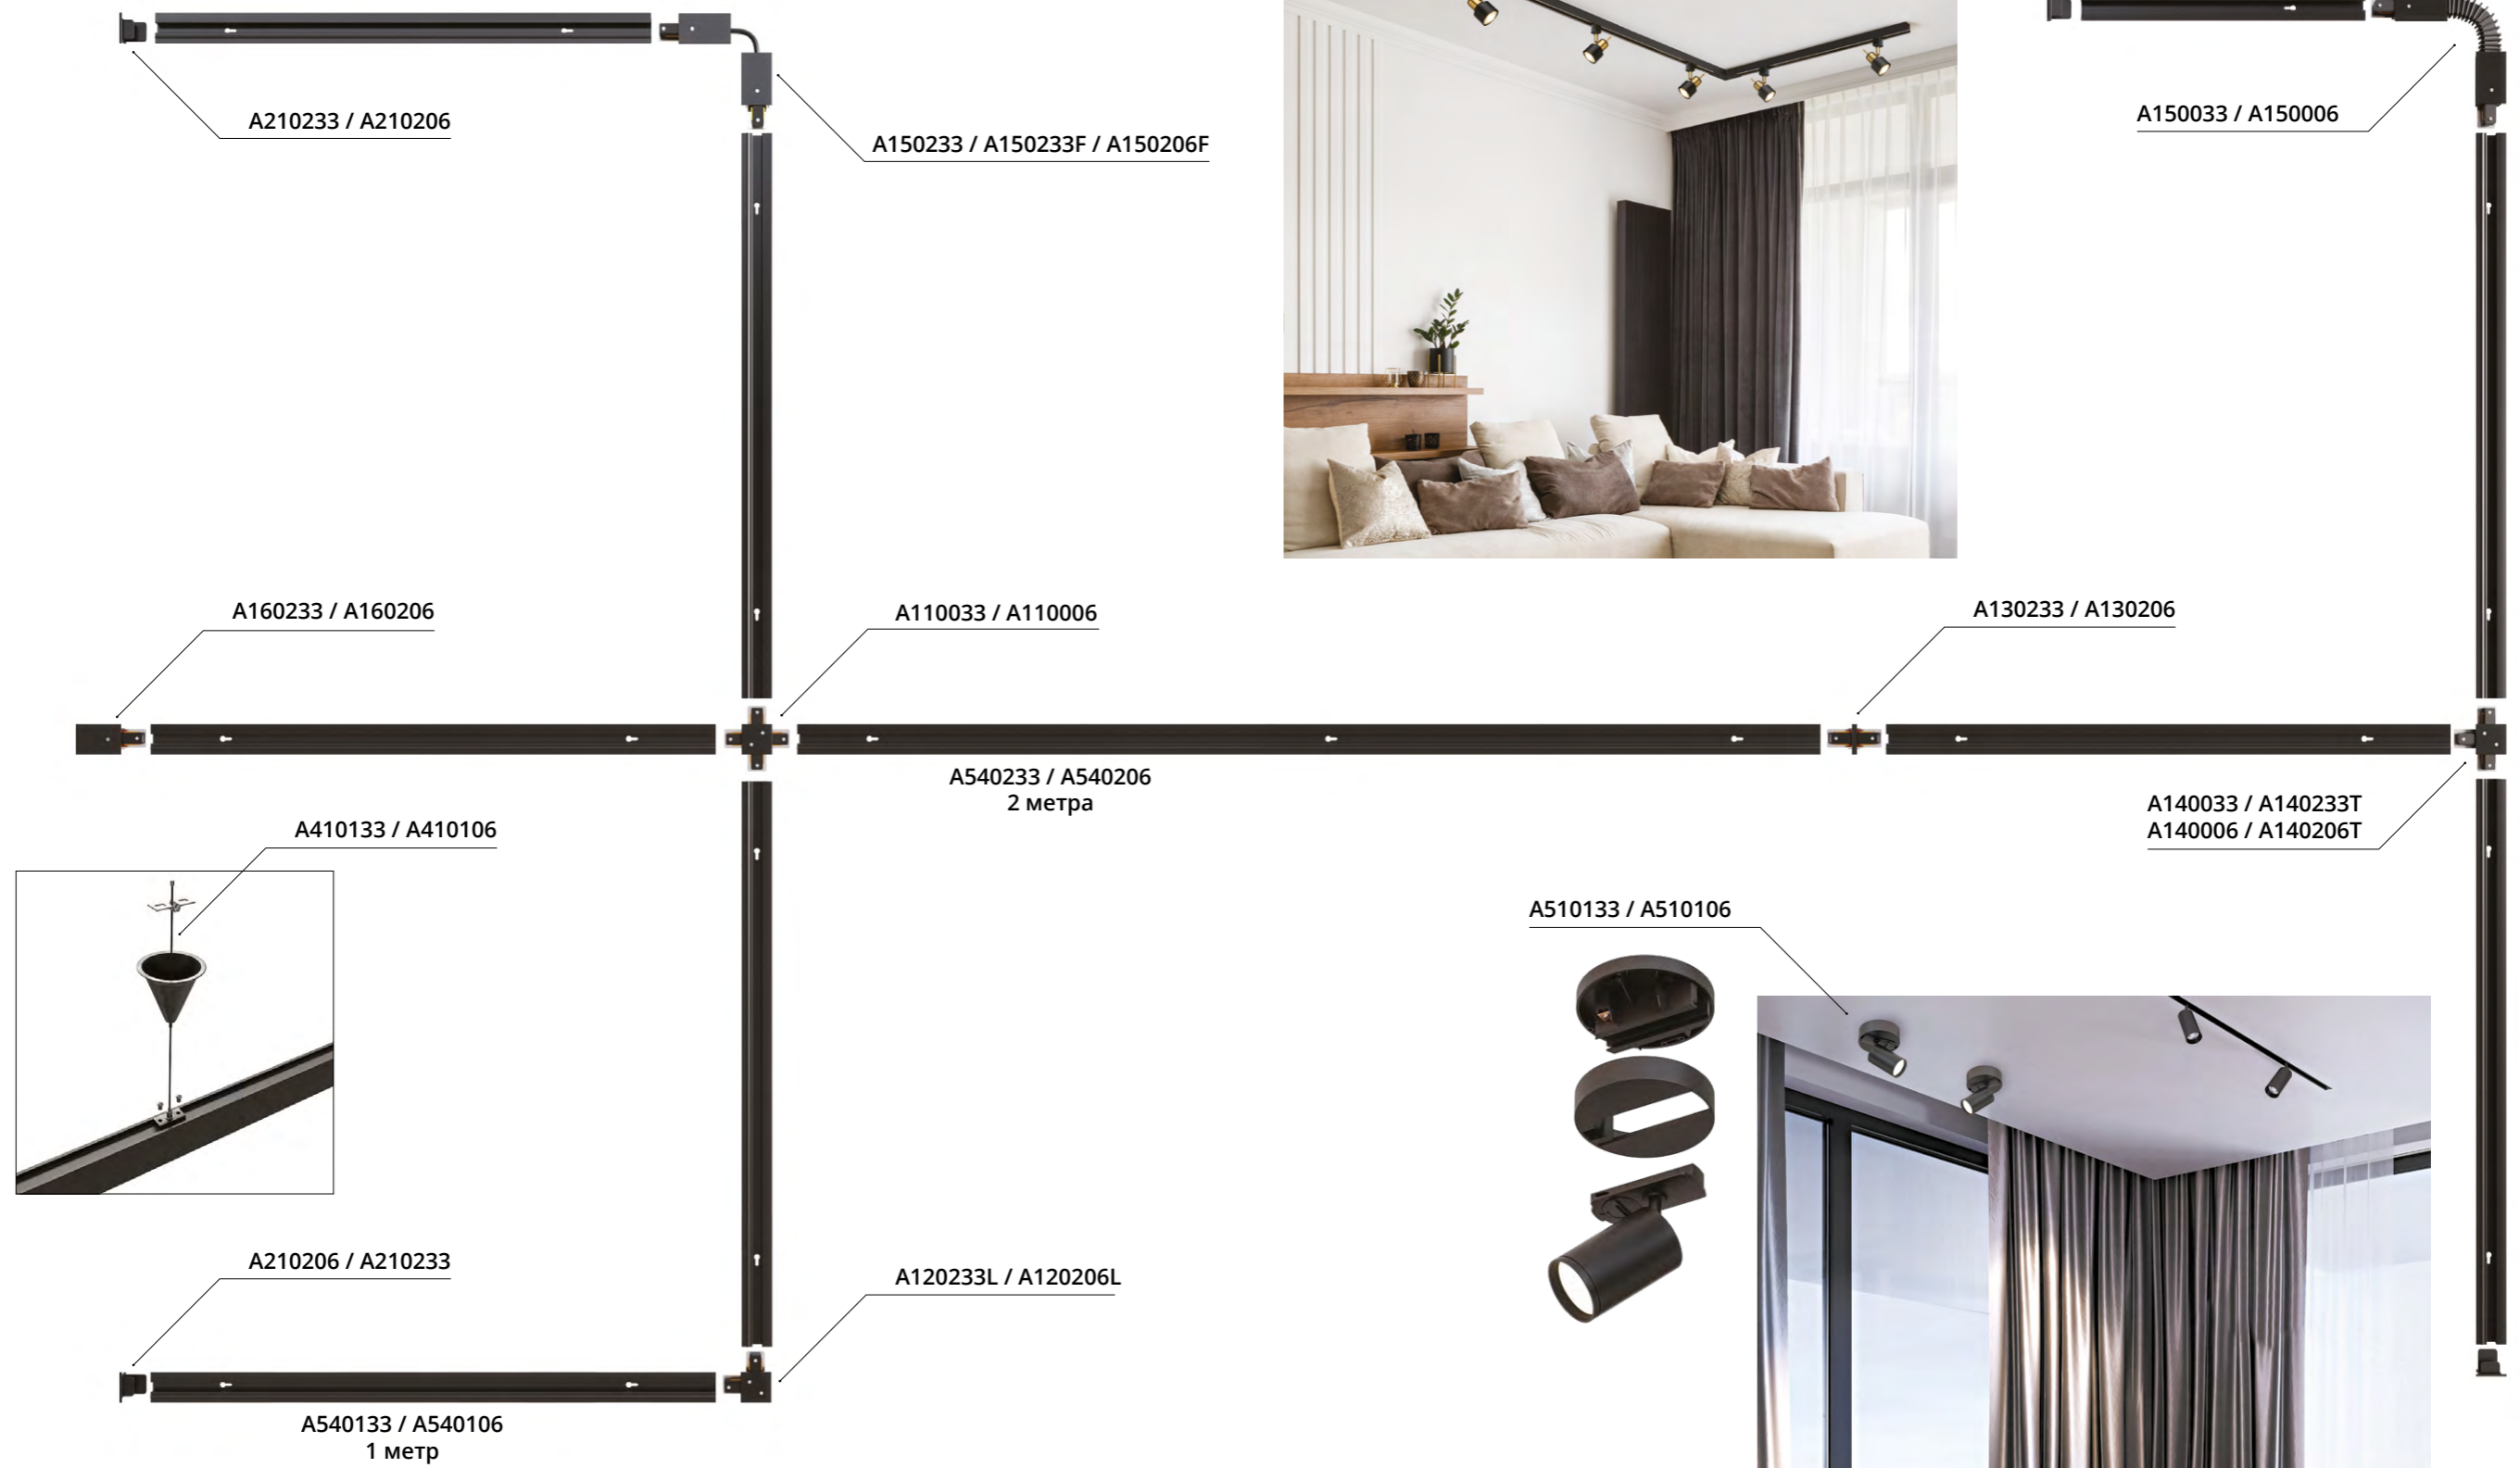 A210233 / A210206
A150233 / A150233F / A150206F
A150033 / A150006
A160233 / A160206
A110033 / A110006
A130233 / A130206
A540233 / A540206
2 метра
A140033 / A140233T
A140006 / A140206T
A410133 / A410106
A510133 / A510106
A210206 / A210233
A120233L / A120206L
A540133 / A540106
1 метр